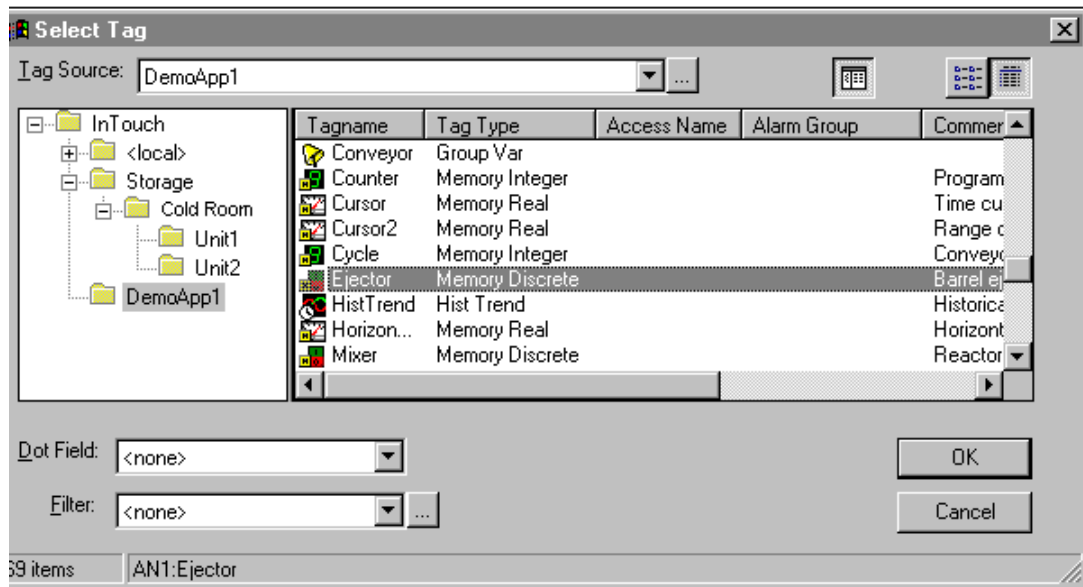 Select Tag
Tag Source: DemoApp1 ...
InTouch
<local>
Storage
Cold Room
Unit1
Unit2
DemoApp1
Tagname Tag Type Access Name Alarm Group Commer
Conveyor Group Var
Counter Memory Integer Program
Cursor Memory Real Time cu
Cursor2 Memory Real Range
Cycle Memory Integer Convey
Ejector Memory Discrete Barrel ej
HistTrend Hist Trend Historica
Horizon... Memory Real Horizont
Mixer Memory Discrete Reactor
Dot Field: <none>
OK
Filter: <none> ...
Cancel
69 items AN1:Ejector